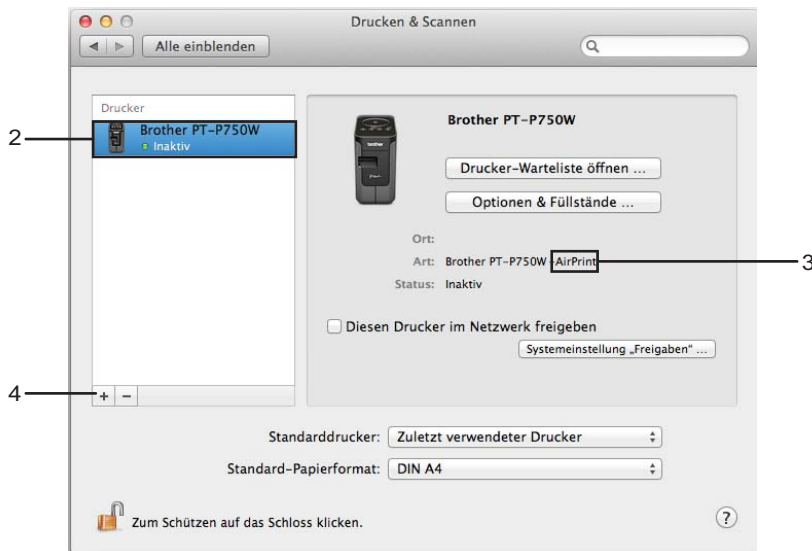 Drucken & Scannen
Alle einblenden
Drucker
Brother PT-P750W
Inaktiv
2
Brother PT-P750W
Drucker-Warteliste öffnen ...
Optionen & Füllstände ...
Ort:
Art: Brother PT-P750W -AirPrint
3
Status: Inaktiv
Diesen Drucker im Netzwerk freigeben
Systemeinstellung „Freigaben“ ...
4
+ −
Standarddrucker: Zuletzt verwendeter Drucker
Standard-Papierformat: DIN A4
Zum Schützen auf das Schloss klicken.
?